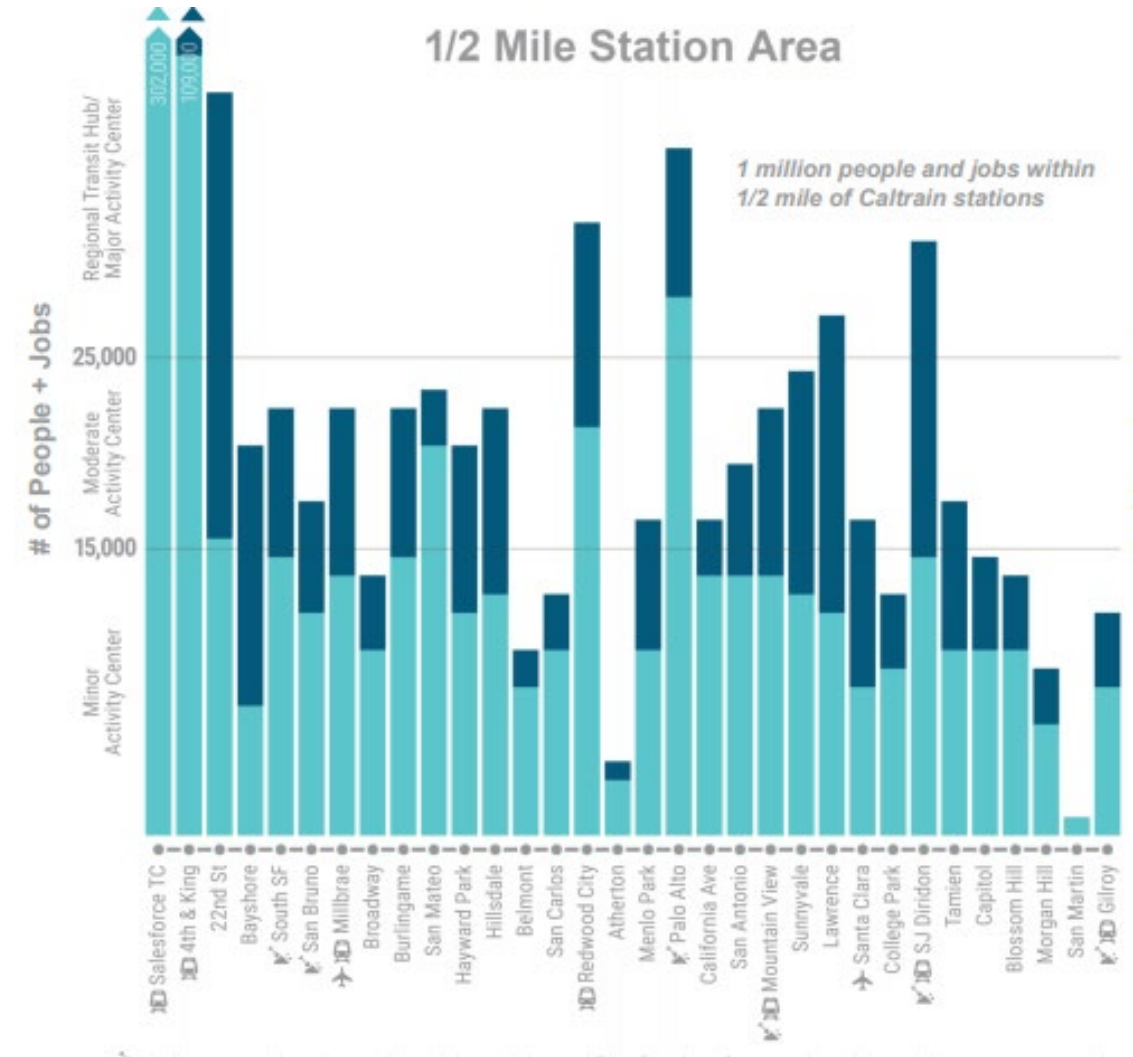 1/2 Mile Station Area
1 million people and jobs within
1/2 mile of Caltrain stations
302,000
109,000
# of People + Jobs
Regional Transit Hub/
Major Activity Center
25,000
Moderate
Activity Center
15,000
Minor
Activity Center
Salesforce TC
4th & King
22nd St
Bayshore
South SF
San Bruno
Millbrae
Broadway
Burlingame
San Mateo
Hayward Park
Hillsdale
Belmont
San Carlos
Redwood City
Atherton
Menlo Park
Palo Alto
California Ave
San Antonio
Mountain View
Sunnyvale
Lawrence
Santa Clara
College Park
SJ Diridon
Tamien
Capitol
Blossom Hill
Morgan Hill
San Martin
Gilroy